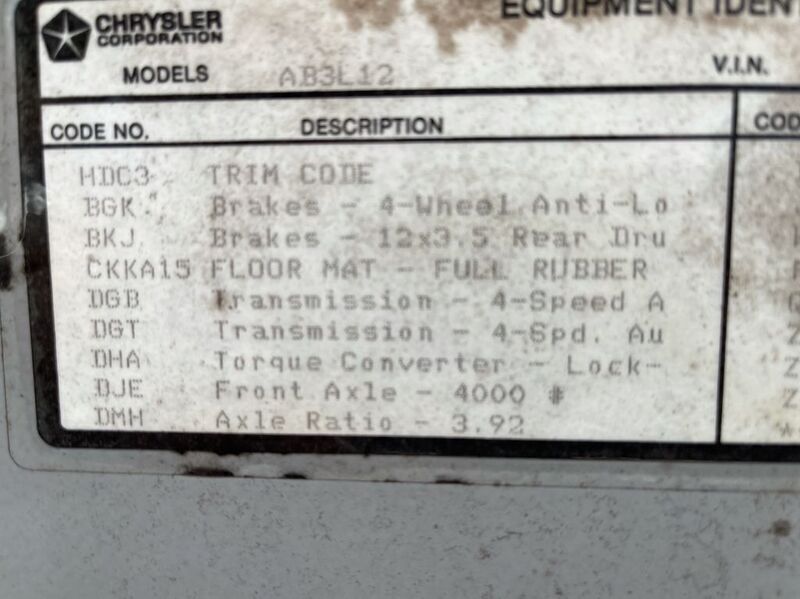 CHRYSLER
CORPORATION
EQUIPMENT IDENT
MODELS AB3L12
V.I.N.
CODE NO. DESCRIPTION
COD
HDC3 TRIM CODE
BGK Brakes - 4-Wheel Anti-Lo
BKJ Brakes - 12x3.5 Rear Dru
CKKA15 FLOOR MAT - FULL RUBBER
DGB Transmission - 4-Speed A
DGT Transmission - 4-Spd. Au
DHA Torque Converter - Lock-
DJE Front Axle - 4000 #
DMH Axle Ratio - 3.92